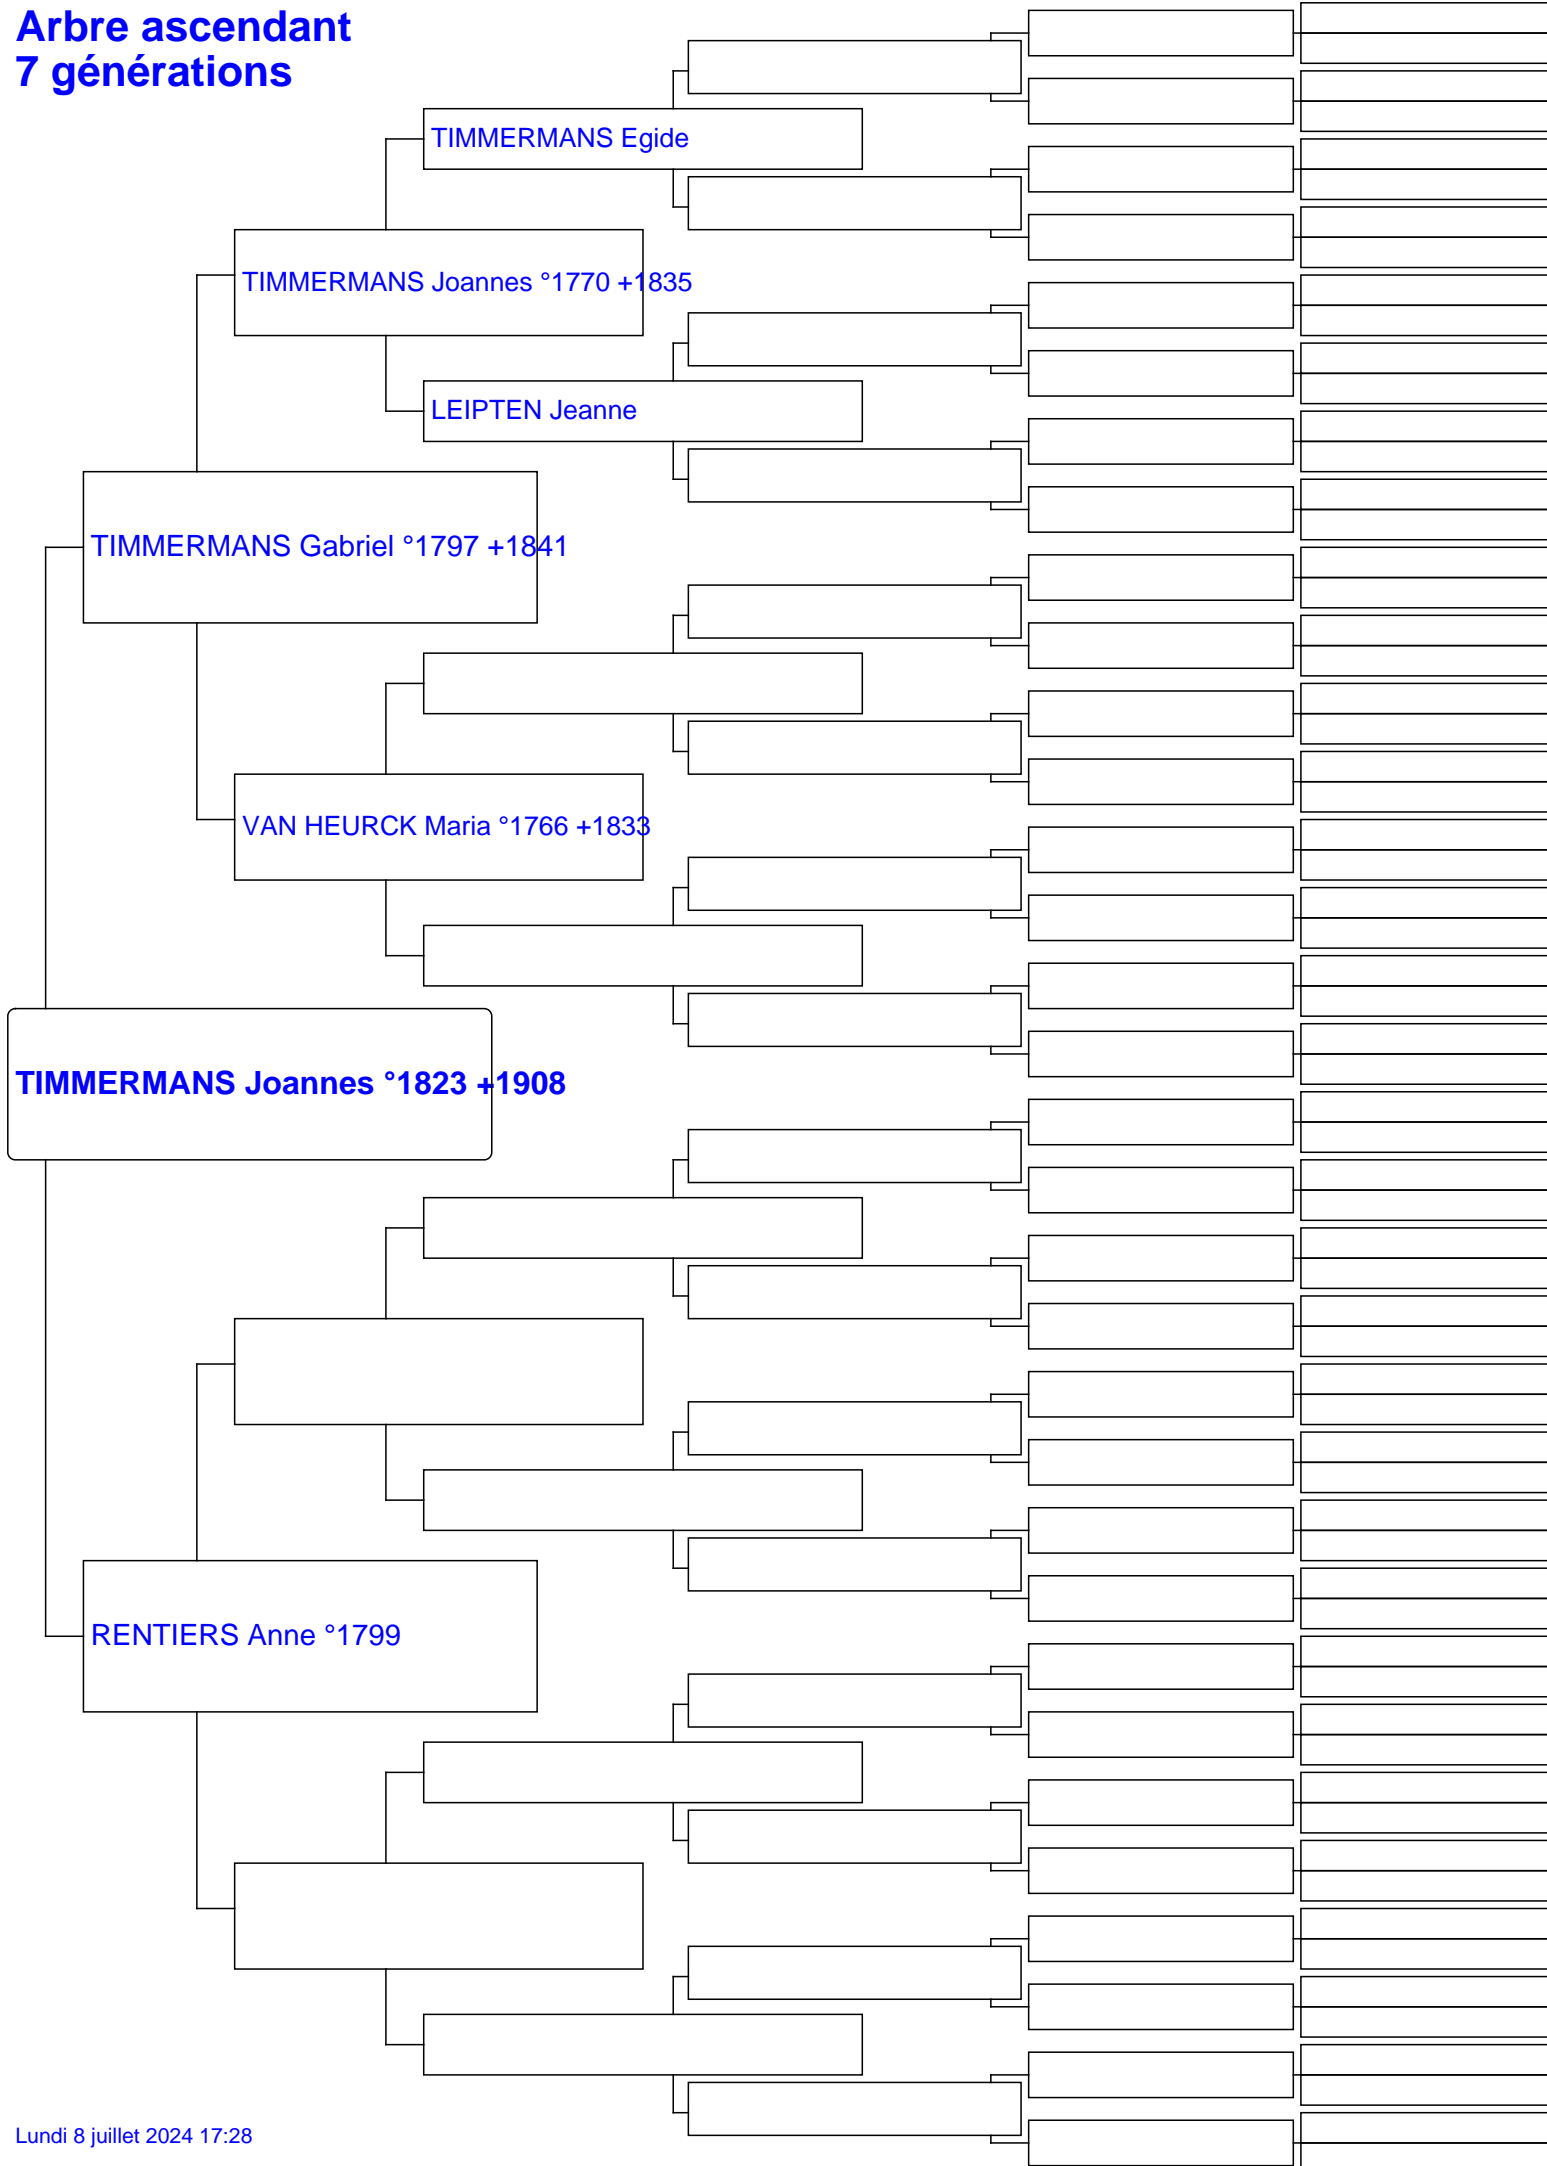 Arbre ascendant
7 générations
TIMMERMANS Egide
TIMMERMANS Joannes °1770 +1835
LEIPTEN Jeanne
TIMMERMANS Gabriel °1797 +1841
VAN HEURCK Maria °1766 +1833
TIMMERMANS Joannes °1823 +1908
RENTIERS Anne °1799
Lundi 8 juillet 2024 17:28